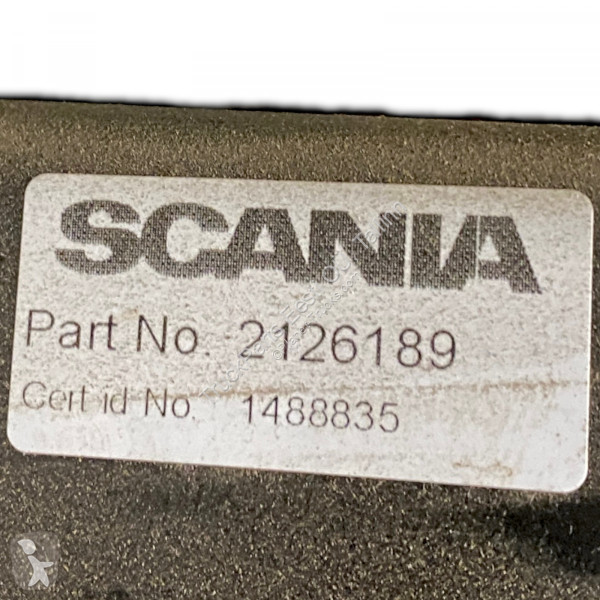 SCANIA
Part No. 2126189
Cert id No. 1488835